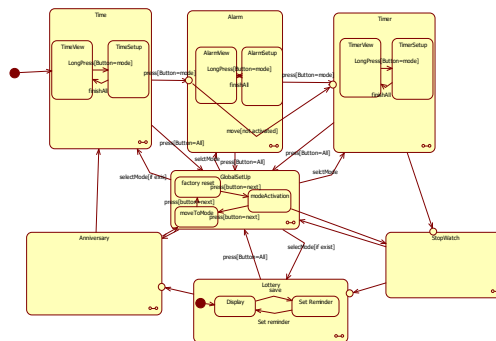 Time
Alarm
Timer
TimeView
TimeSetup
LongPress[Button=mode]
finishAll
AlarmView
AlarmSetup
LongPress[Button=mode]
finishAll
TimerView
TimerSetup
LongPress[Button=mode]
finishAll
press[Button=mode]
press[Button=mode]
move[not activated]
press[Button=All]
selctMode
press[Button=All]
press[Button=All]
selectMode[if exis]
GlobalSetUp
selctMode
factory reset
press[button=next]
modeActivation
press[button=next]
moveToMode
press[button=next]
Anniversary
StopWatch
selectMode[if exist]
press[Button=All]
Lottery
save
Display
Set Reminder
Set reminder